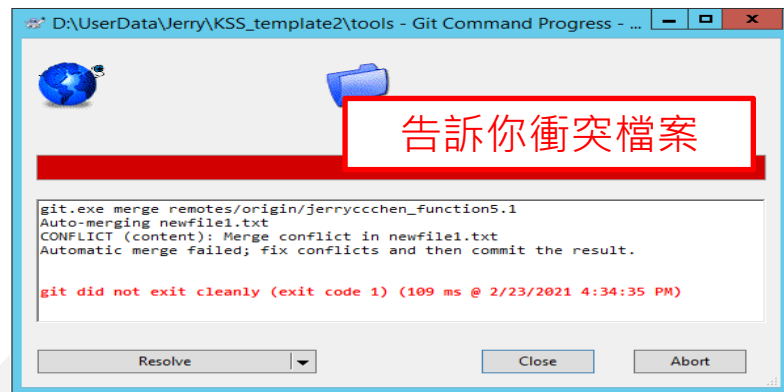 D:\UserData\Jerry\KSS_template2\tools - Git Command Progress - ...
告訴你衝突檔案
git.exe merge remotes/origin/jerryccchen_function5.1
Auto-merging newfile1.txt
CONFLICT (content): Merge conflict in newfile1.txt
Automatic merge failed; fix conflicts and then commit the result.
git did not exit cleanly (exit code 1) (109 ms @ 2/23/2021 4:34:35 PM)
Resolve
Close
Abort